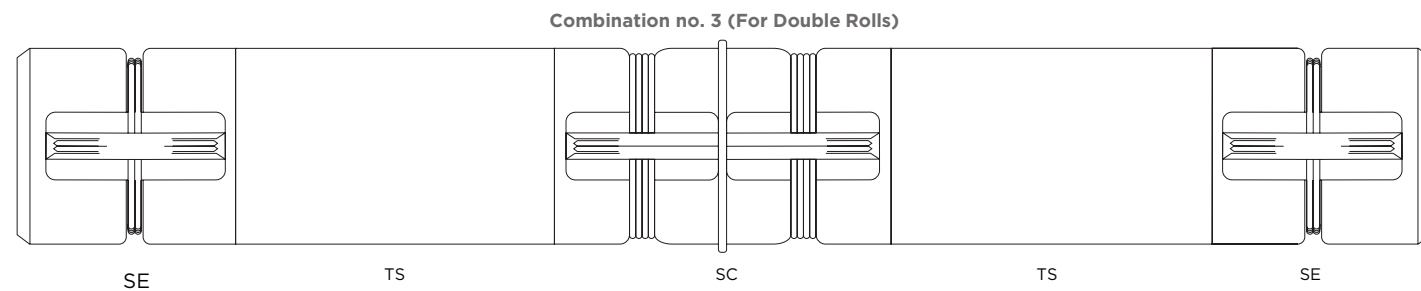 Combination no. 3 (For Double Rolls)
SE TS SC TS SE